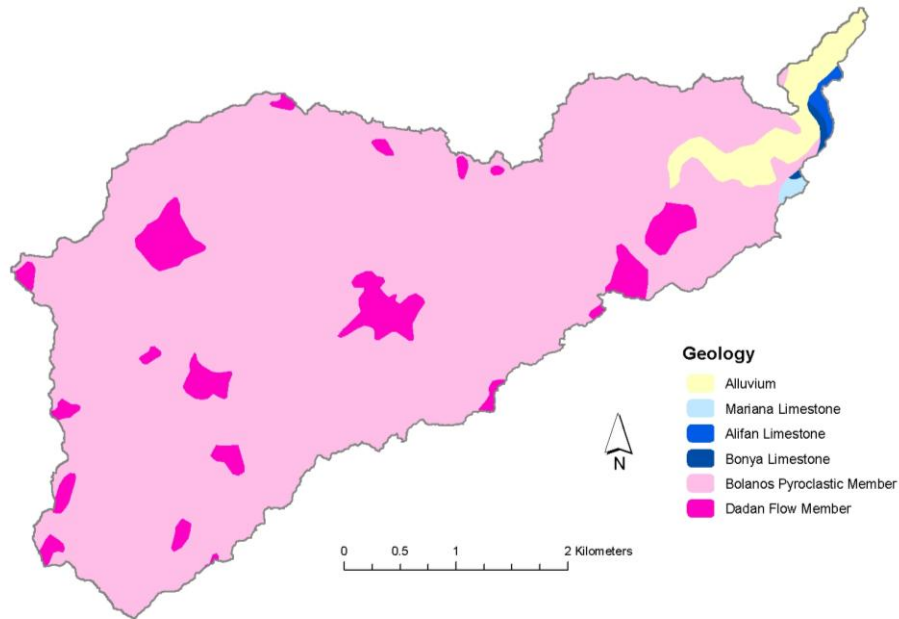 Geology
Alluvium
Mariana Limestone
Alifan Limestone
Bonya Limestone
Bolanos Pyroclastic Member
Dadan Flow Member
N
0 0.5 1 2 Kilometers